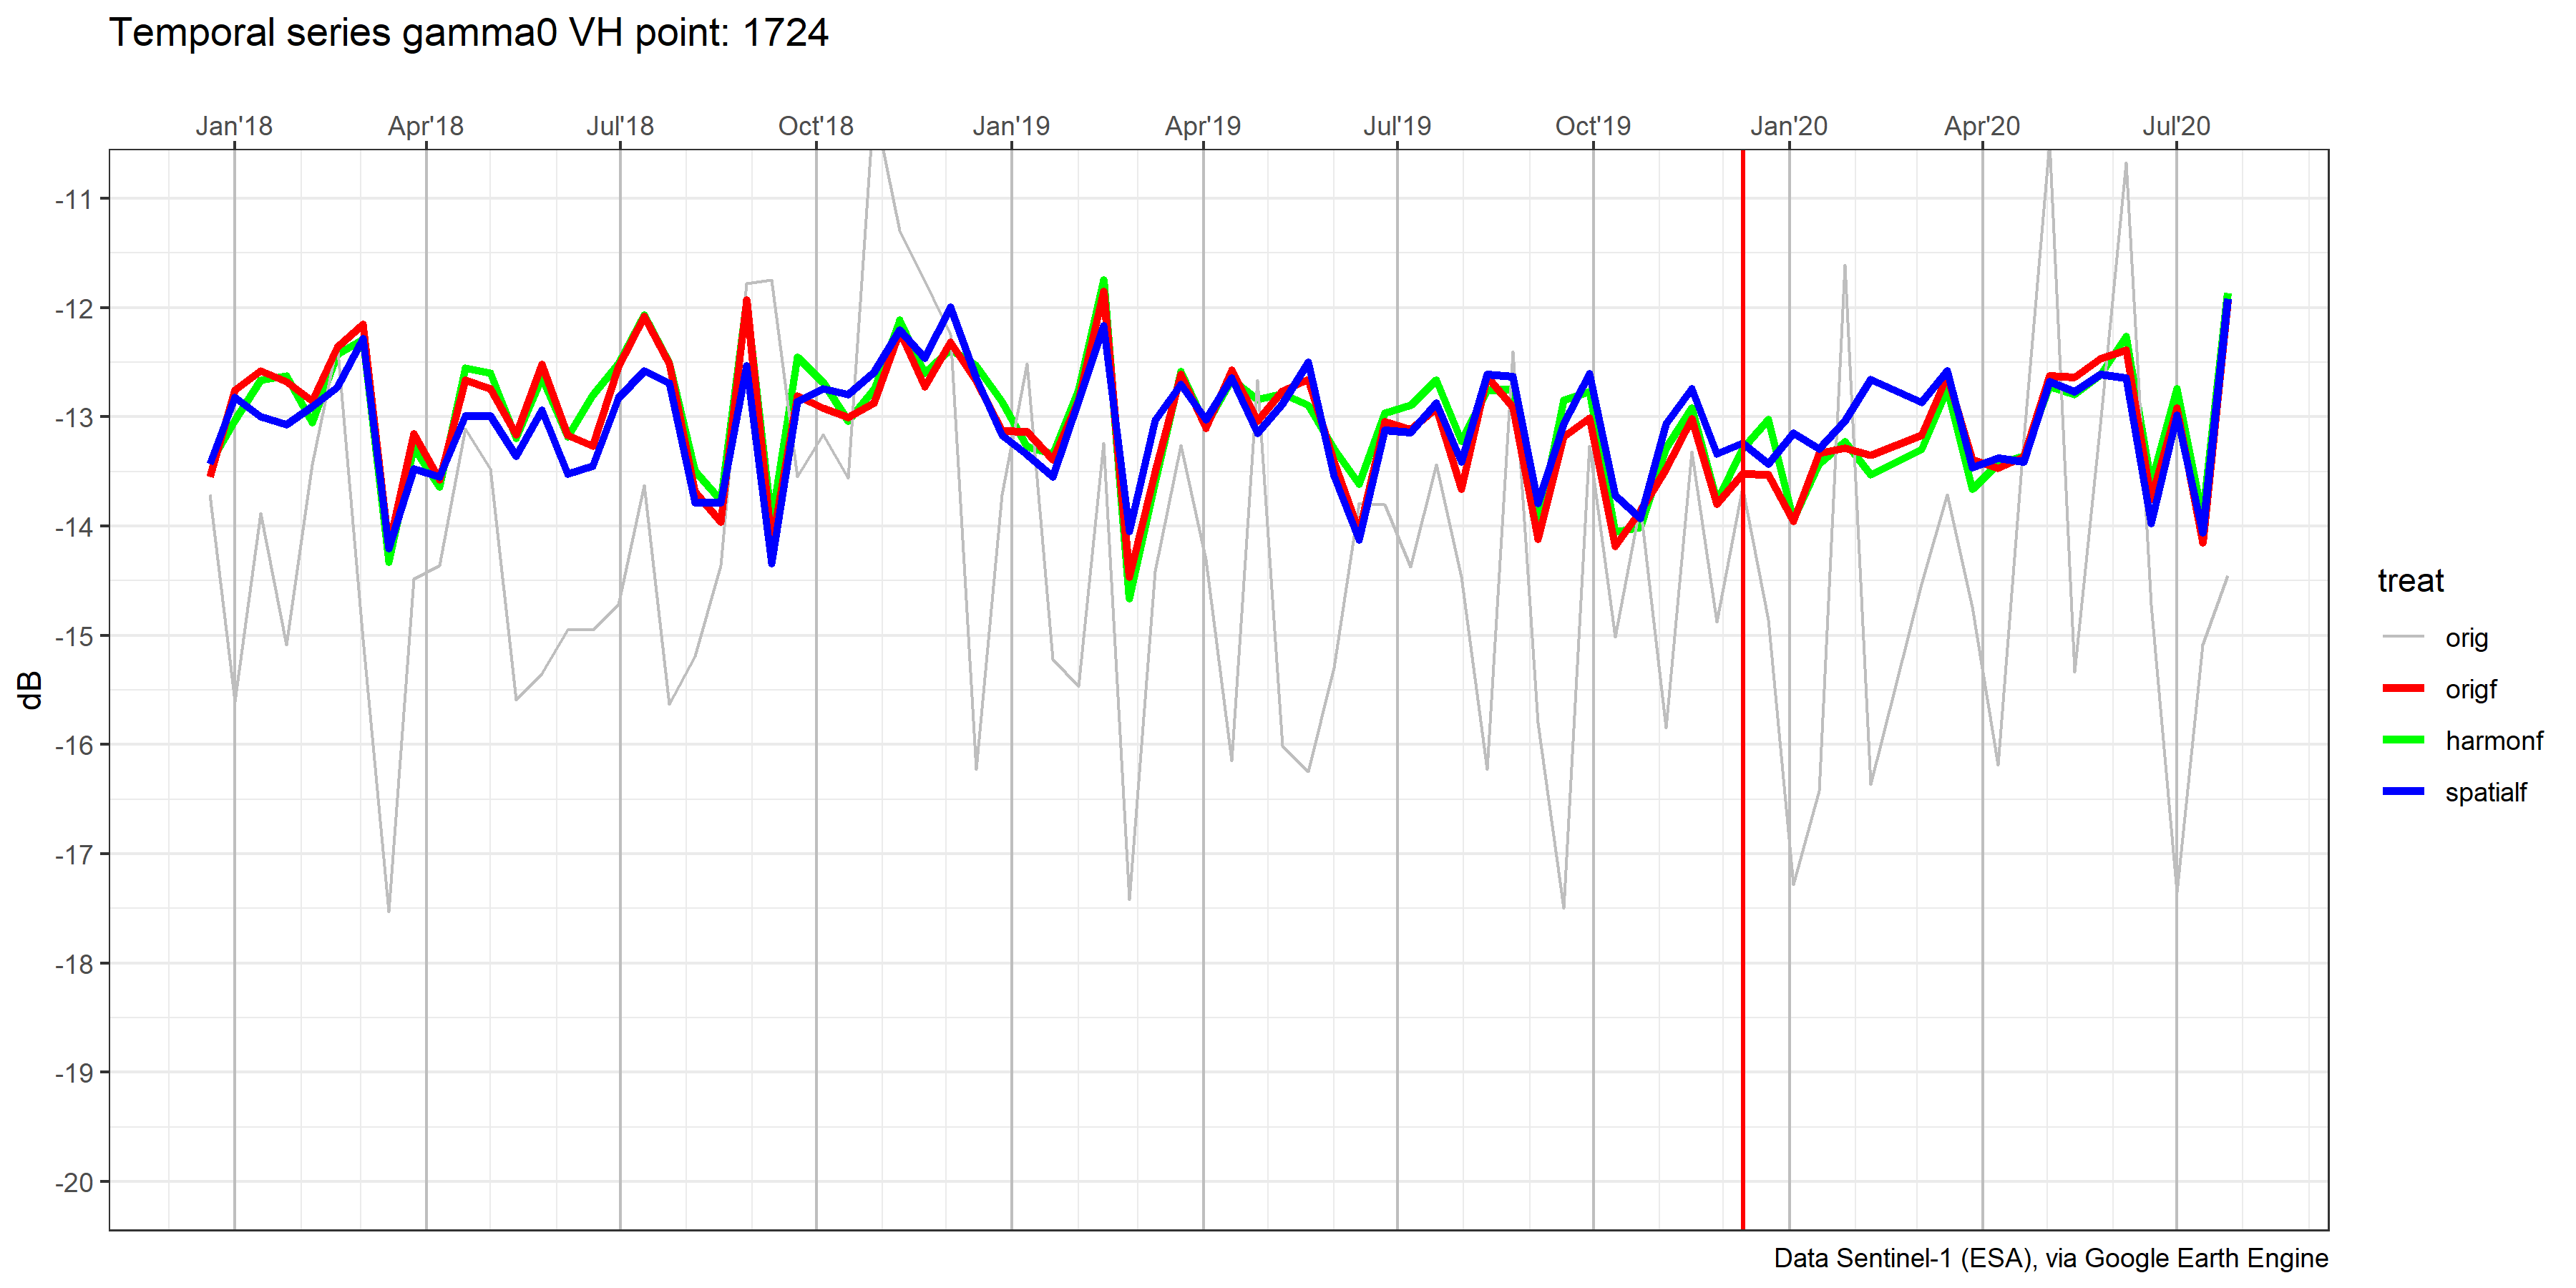 Temporal series gamma0 VH point: 1724
Jan'18 Apr'18 Jul'18 Oct'18 Jan'19 Apr'19 Jul'19 Oct'19 Jan'20 Apr'20 Jul'20
-11
-12
-13
-14
-15
-16
-17
-18
-19
-20
dB
treat
orig
origf
harmonf
spatialf
Data Sentinel-1 (ESA), via Google Earth Engine